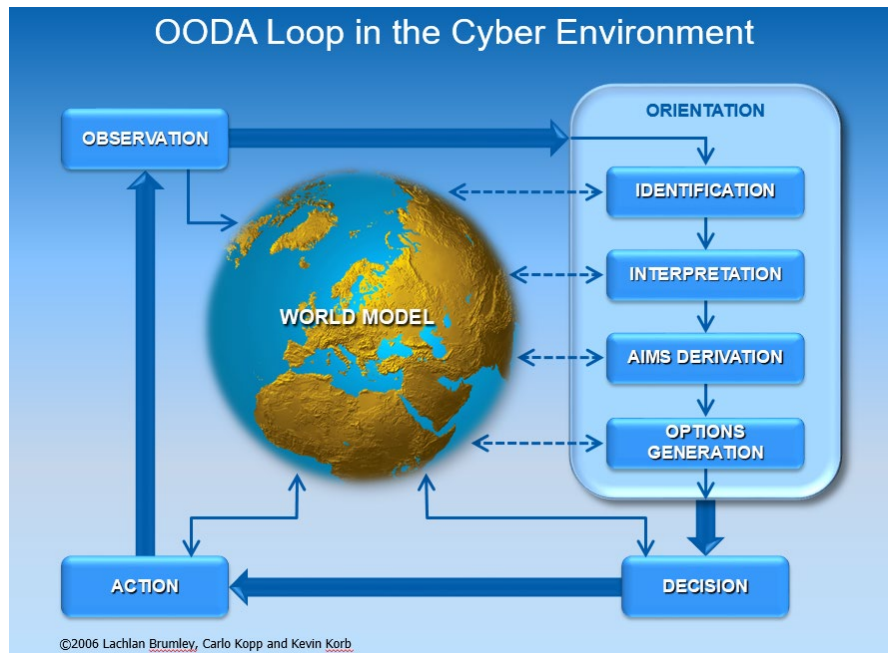 OODA Loop in the Cyber Environment
OBSERVATION
ORIENTATION
IDENTIFICATION
INTERPRETATION
WORLD MODEL
AIMS DERIVATION
OPTIONS
GENERATION
ACTION
DECISION
©2006 Lachlan Brumley, Carlo Kopp and Kevin Korb